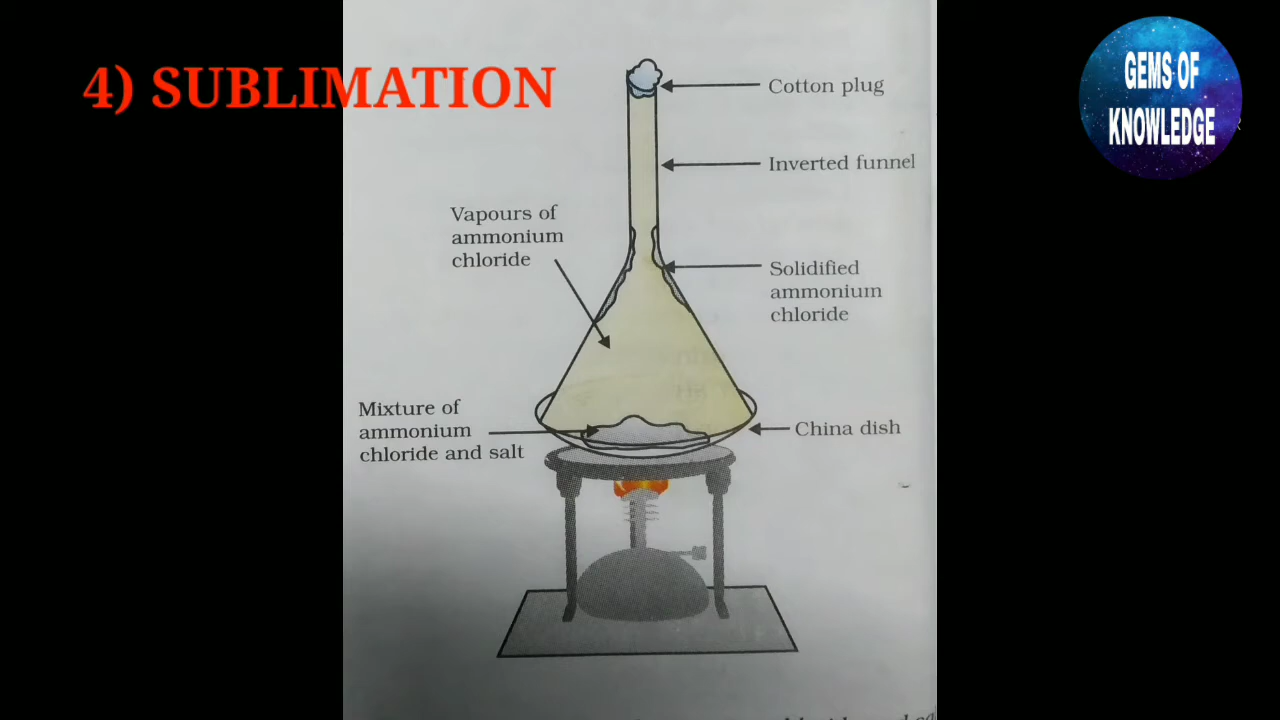 4) SUBLIMATION
GEMS OF
KNOWLEDGE
Cotton plug
Inverted funnel
Vapours of
ammonium
chloride
Solidified
ammonium
chloride
Mixture of
ammonium
chloride and salt
China dish